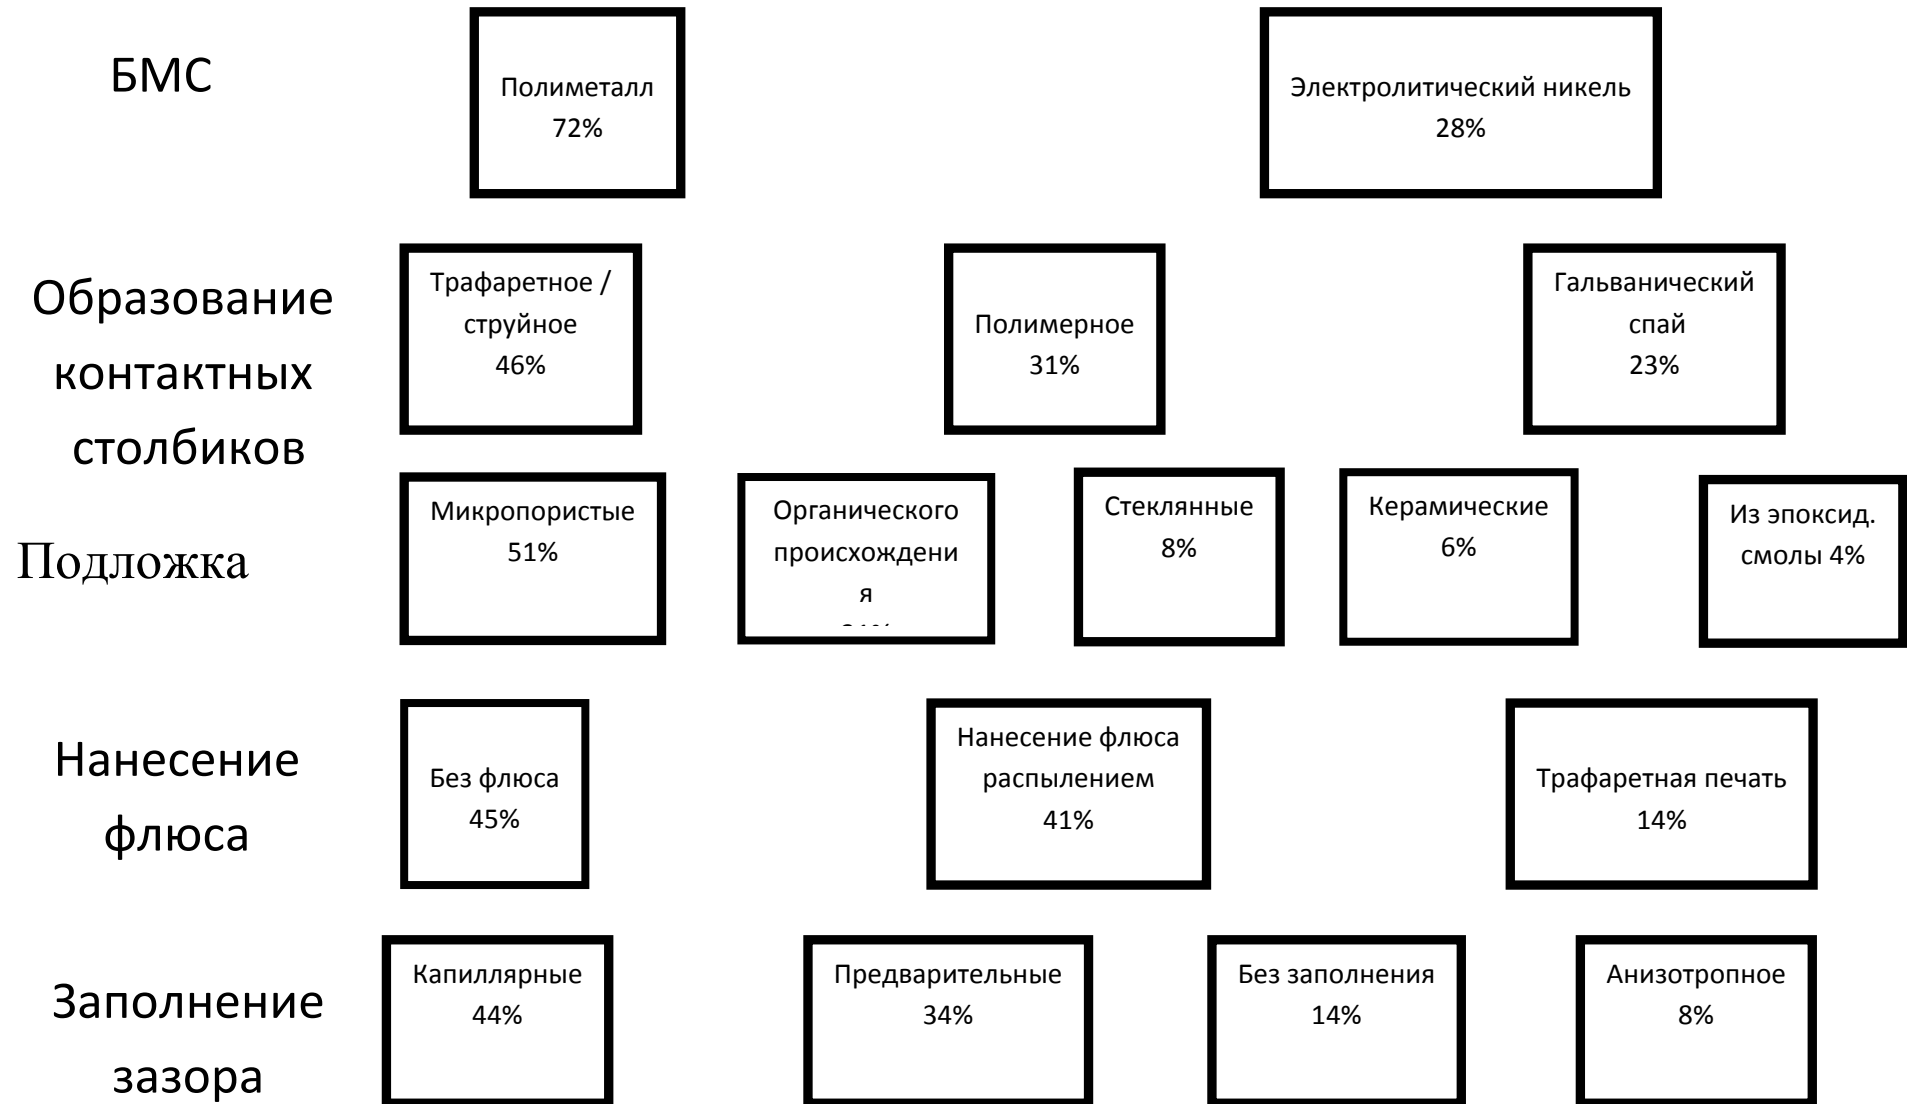 БМС
Полиметалл
72%
Электролитический никель
28%
Образование
контактных
столбиков
Трафаретное /
струйное
46%
Полимерное
31%
Гальванический
спай
23%
Подложка
Микропористые
51%
Органического
происхождени
я
Стеклянные
8%
Керамические
6%
Из эпоксид.
смолы 4%
Нанесение
флюса
Без флюса
45%
Нанесение флюса
распылением
41%
Трафаретная печать
14%
Заполнение
зазора
Капиллярные
44%
Предварительные
34%
Без заполнения
14%
Анизотропное
8%